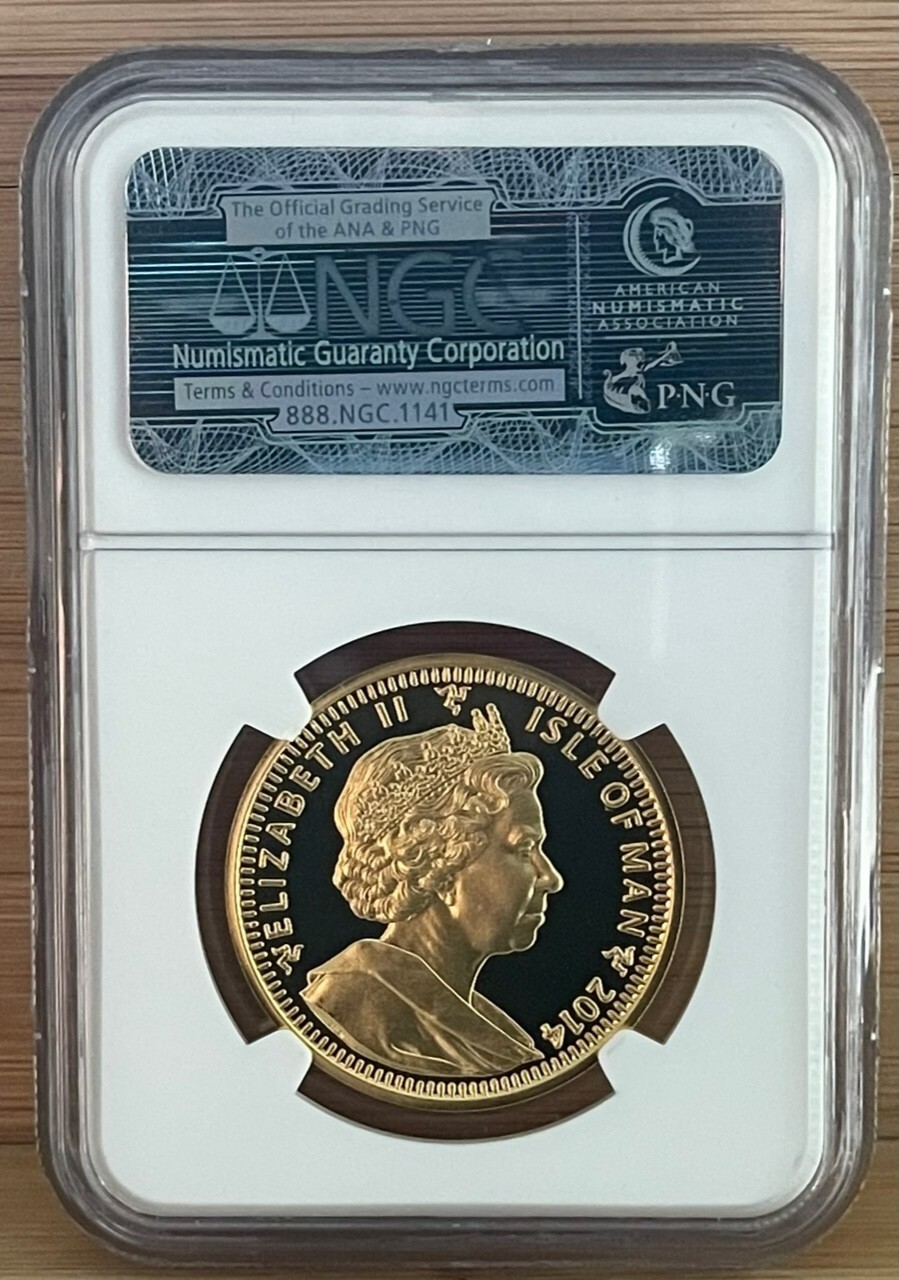 The Official Grading Service
of the ANA & PNG
NGC
Numismatic Guaranty Corporation
Terms & Conditions – www.ngcterms.com
888.NGC.1141
AMERICAN
NUMISMATIC
ASSOCIATION
P·N·G
ELIZABETH II
ISLE OF MAN
2014